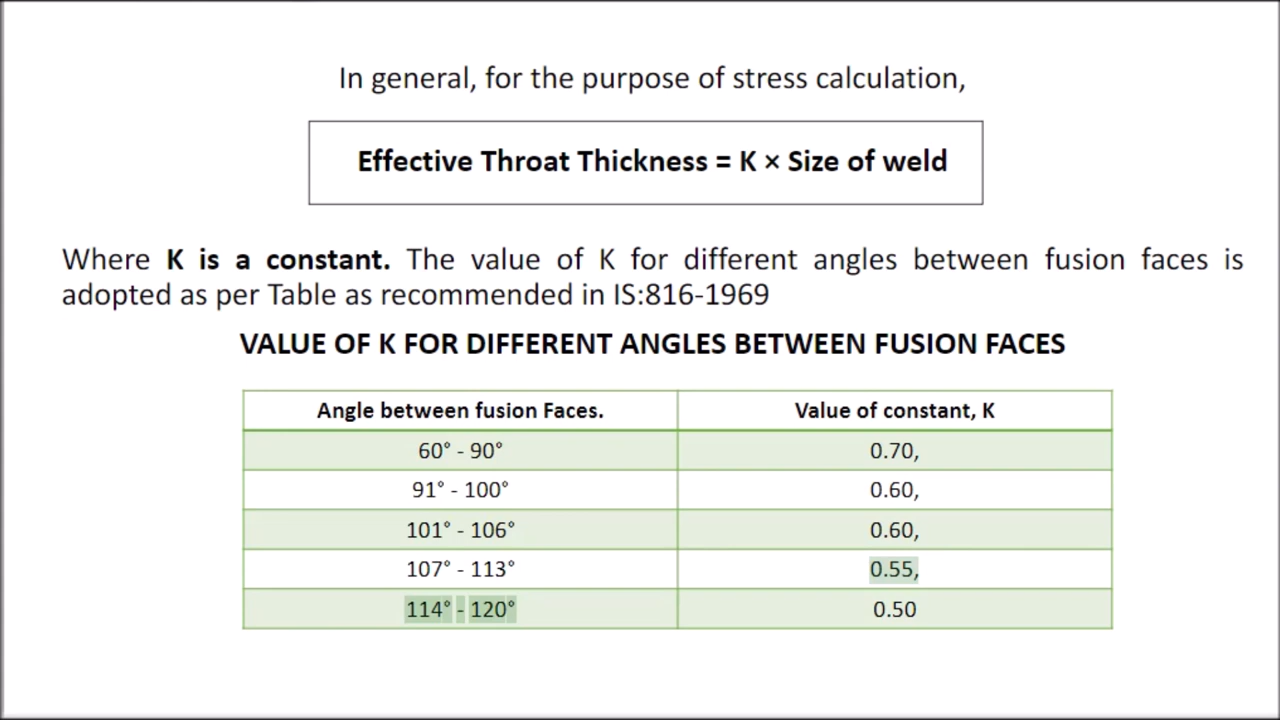 In general, for the purpose of stress calculation,
Effective Throat Thickness = K × Size of weld
Where K is a constant. The value of K for different angles between fusion faces is
adopted as per Table as recommended in IS:816-1969
VALUE OF K FOR DIFFERENT ANGLES BETWEEN FUSION FACES
Angle between fusion Faces. Value of constant, K
60° - 90° 0.70,
91° - 100° 0.60,
101° - 106° 0.60,
107° - 113° 0.55,
114° - 120° 0.50